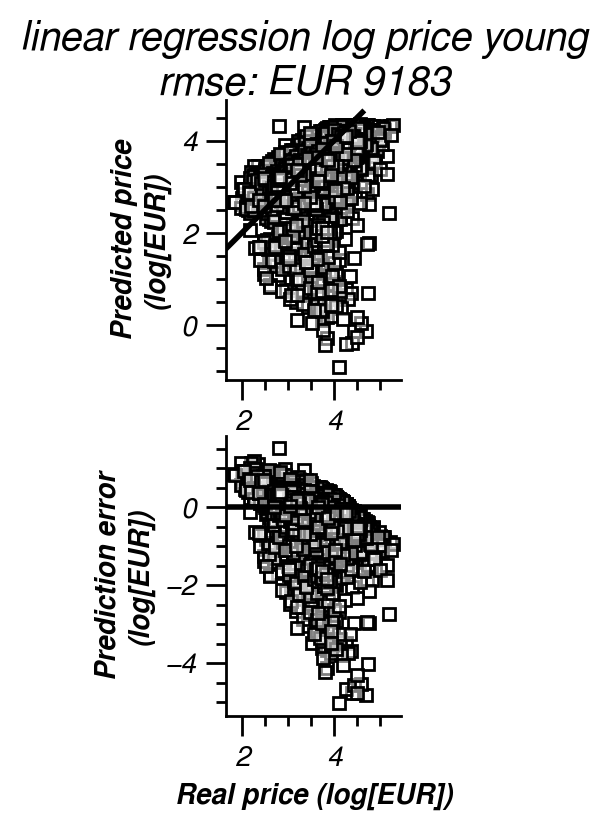 linear regression log price young
rmse: EUR 9183
Predicted price
(log[EUR])
4
2
0
2
4
Prediction error
(log[EUR])
0
−2
−4
2
4
Real price (log[EUR])